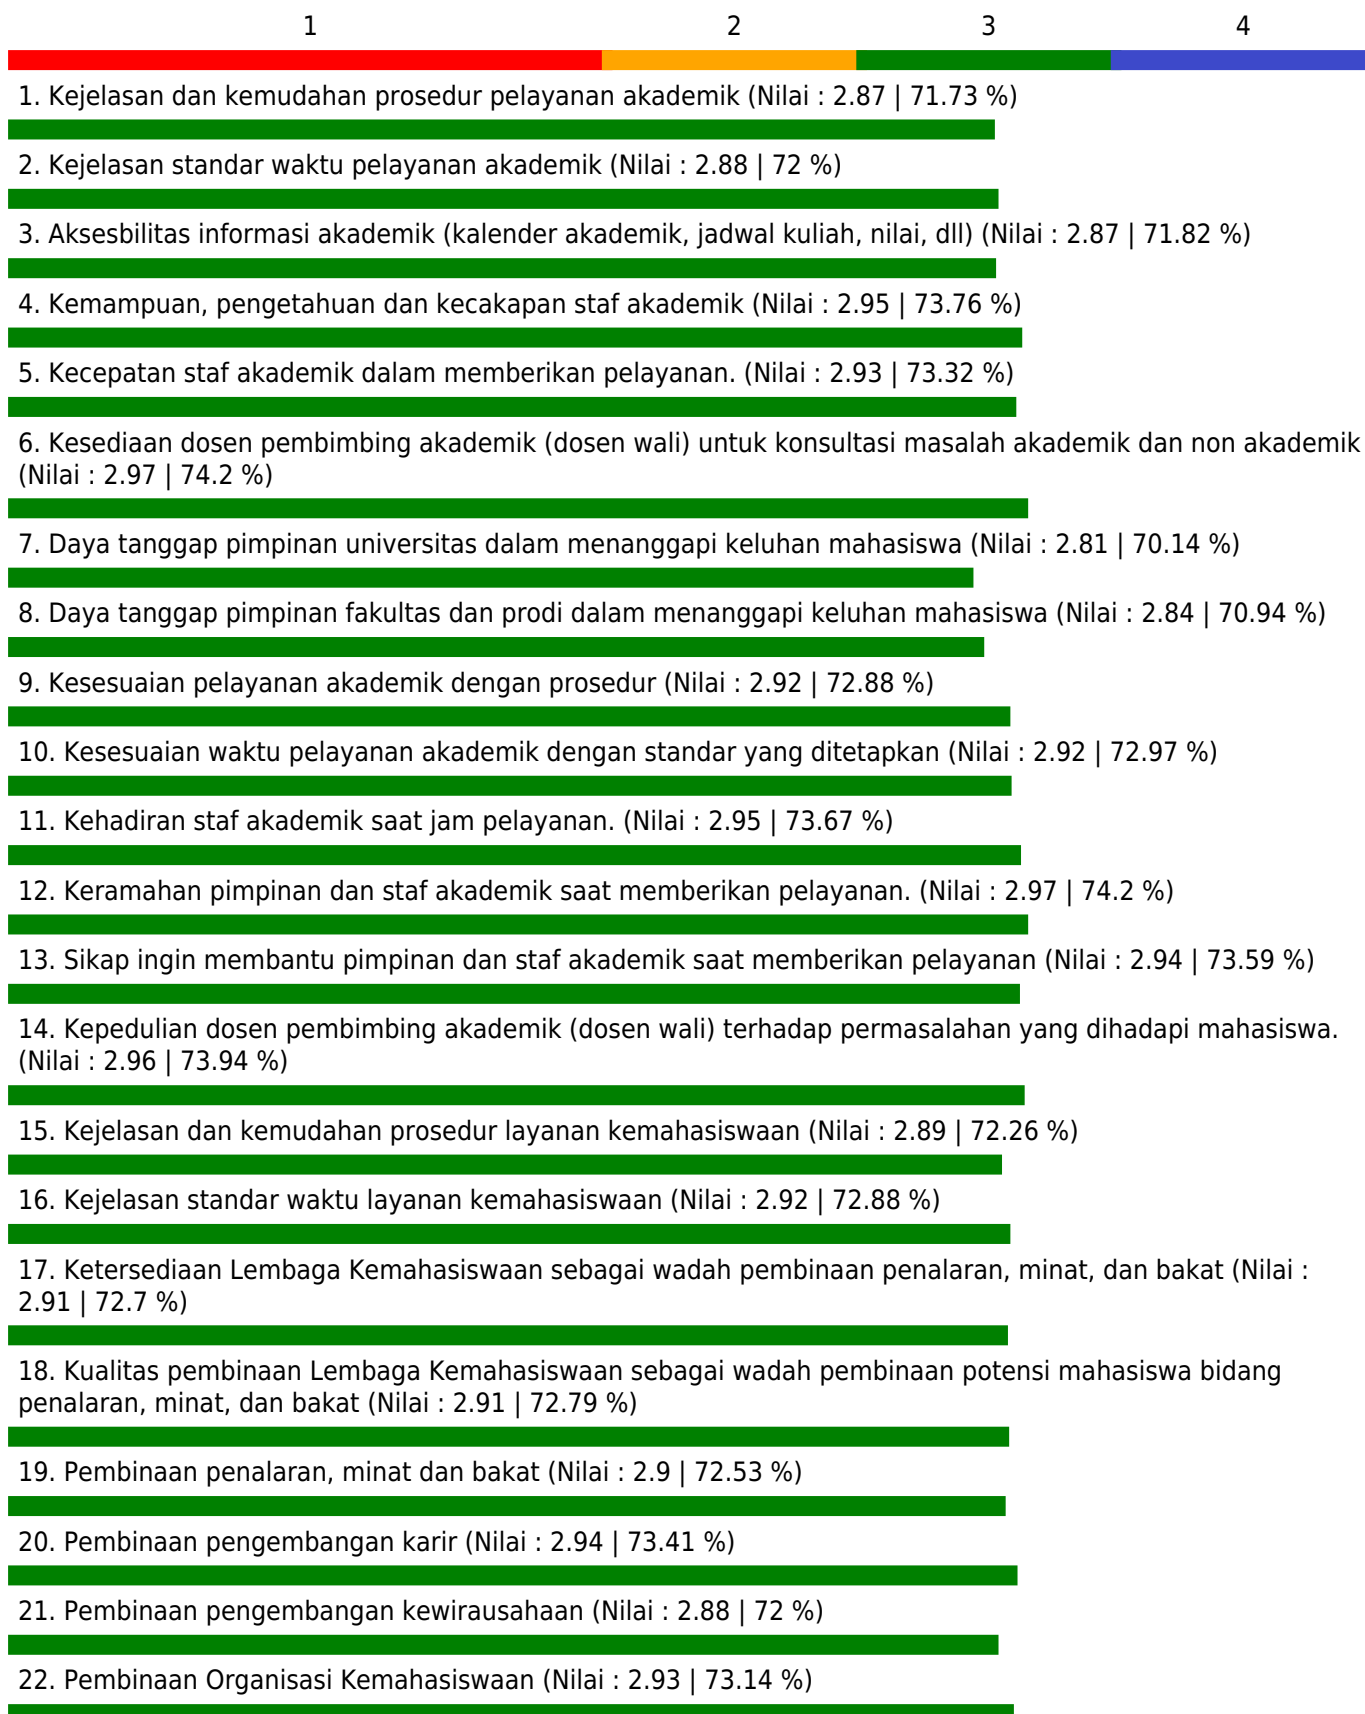 1 2 3 4
1. Kejelasan dan kemudahan prosedur pelayanan akademik (Nilai : 2.87 | 71.73 %)
2. Kejelasan standar waktu pelayanan akademik (Nilai : 2.88 | 72 %)
3. Aksesbilitas informasi akademik (kalender akademik, jadwal kuliah, nilai, dll) (Nilai : 2.87 | 71.82 %)
4. Kemampuan, pengetahuan dan kecakapan staf akademik (Nilai : 2.95 | 73.76 %)
5. Kecepatan staf akademik dalam memberikan pelayanan. (Nilai : 2.93 | 73.32 %)
6. Kesediaan dosen pembimbing akademik (dosen wali) untuk konsultasi masalah akademik dan non akademik
(Nilai : 2.97 | 74.2 %)
7. Daya tanggap pimpinan universitas dalam menanggapi keluhan mahasiswa (Nilai : 2.81 | 70.14 %)
8. Daya tanggap pimpinan fakultas dan prodi dalam menanggapi keluhan mahasiswa (Nilai : 2.84 | 70.94 %)
9. Kesesuaian pelayanan akademik dengan prosedur (Nilai : 2.92 | 72.88 %)
10. Kesesuaian waktu pelayanan akademik dengan standar yang ditetapkan (Nilai : 2.92 | 72.97 %)
11. Kehadiran staf akademik saat jam pelayanan. (Nilai : 2.95 | 73.67 %)
12. Keramahan pimpinan dan staf akademik saat memberikan pelayanan. (Nilai : 2.97 | 74.2 %)
13. Sikap ingin membantu pimpinan dan staf akademik saat memberikan pelayanan (Nilai : 2.94 | 73.59 %)
14. Kepedulian dosen pembimbing akademik (dosen wali) terhadap permasalahan yang dihadapi mahasiswa.
(Nilai : 2.96 | 73.94 %)
15. Kejelasan dan kemudahan prosedur layanan kemahasiswaan (Nilai : 2.89 | 72.26 %)
16. Kejelasan standar waktu layanan kemahasiswaan (Nilai : 2.92 | 72.88 %)
17. Ketersediaan Lembaga Kemahasiswaan sebagai wadah pembinaan penalaran, minat, dan bakat (Nilai :
2.91 | 72.7 %)
18. Kualitas pembinaan Lembaga Kemahasiswaan sebagai wadah pembinaan potensi mahasiswa bidang
penalaran, minat, dan bakat (Nilai : 2.91 | 72.79 %)
19. Pembinaan penalaran, minat dan bakat (Nilai : 2.9 | 72.53 %)
20. Pembinaan pengembangan karir (Nilai : 2.94 | 73.41 %)
21. Pembinaan pengembangan kewirausahaan (Nilai : 2.88 | 72 %)
22. Pembinaan Organisasi Kemahasiswaan (Nilai : 2.93 | 73.14 %)